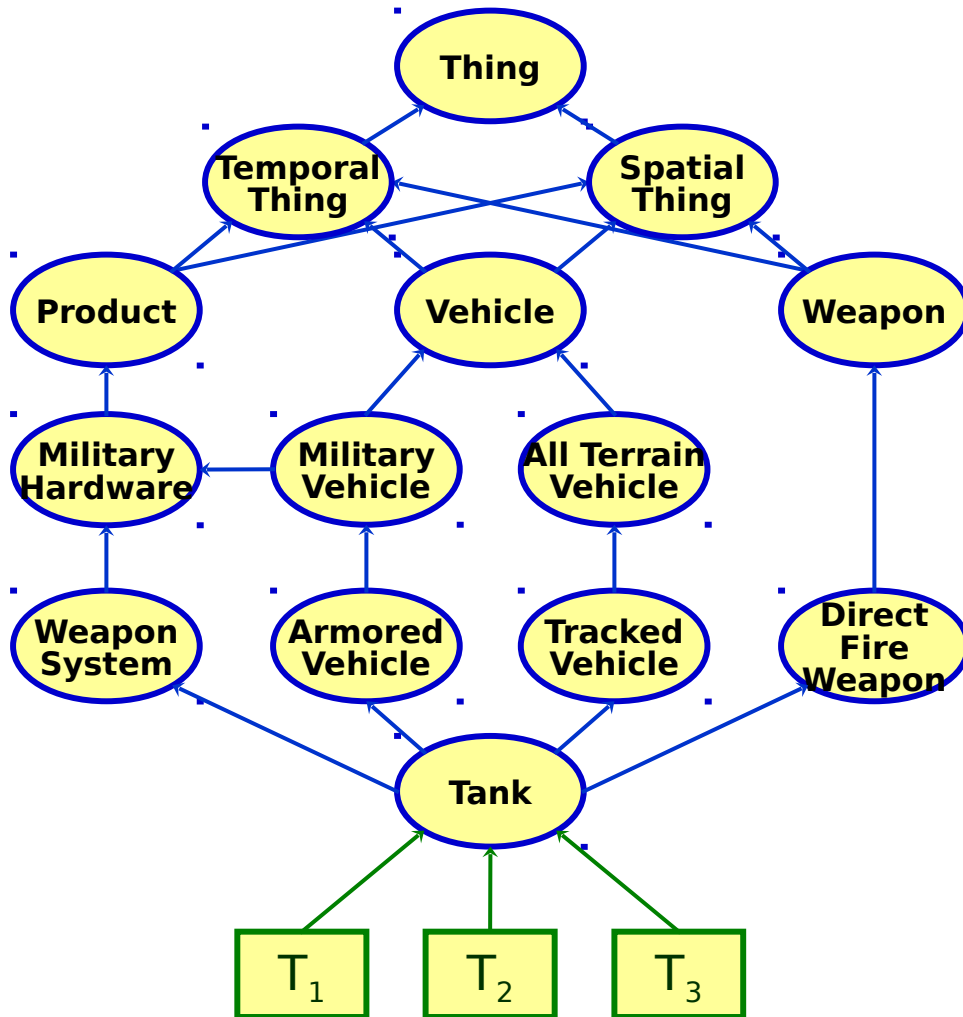 Thing
Temporal
Thing
Spatial
Thing
Product
Vehicle
Weapon
Military
Hardware
Military
Vehicle
All Terrain
Vehicle
Weapon
System
Armored
Vehicle
Tracked
Vehicle
Direct
Fire
Weapon
Tank
T1
T2
T3